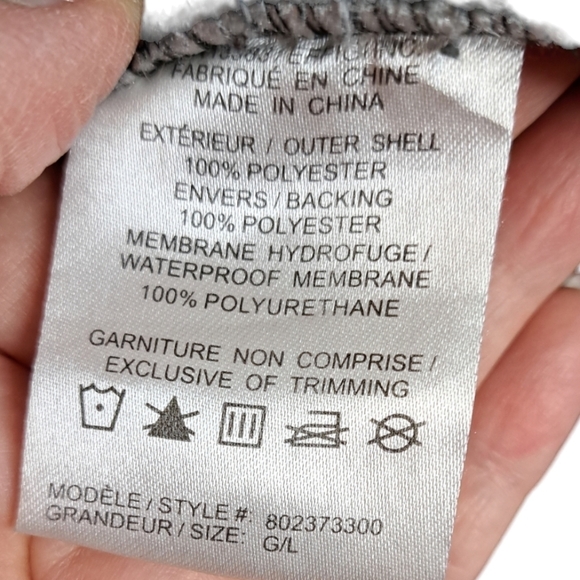 FABRIQUÉ EN CHINE
MADE IN CHINA
EXTÉRIEUR / OUTER SHELL
100% POLYESTER
ENVERS / BACKING
100% POLYESTER
MEMBRANE HYDROFUGE /
WATERPROOF MEMBRANE
100% POLYURETHANE
GARNITURE NON COMPRISE /
EXCLUSIVE OF TRIMMING
MODÈLE / STYLE #: 802373300
GRANDEUR / SIZE: G/L